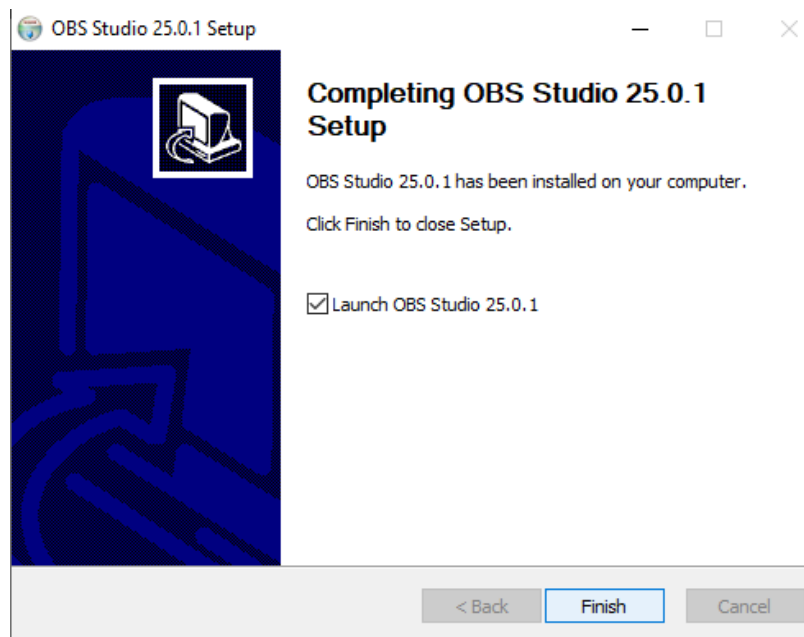 OBS Studio 25.0.1 Setup
Completing OBS Studio 25.0.1
Setup
OBS Studio 25.0.1 has been installed on your computer.
Click Finish to close Setup.
Launch OBS Studio 25.0.1
< Back Finish Cancel